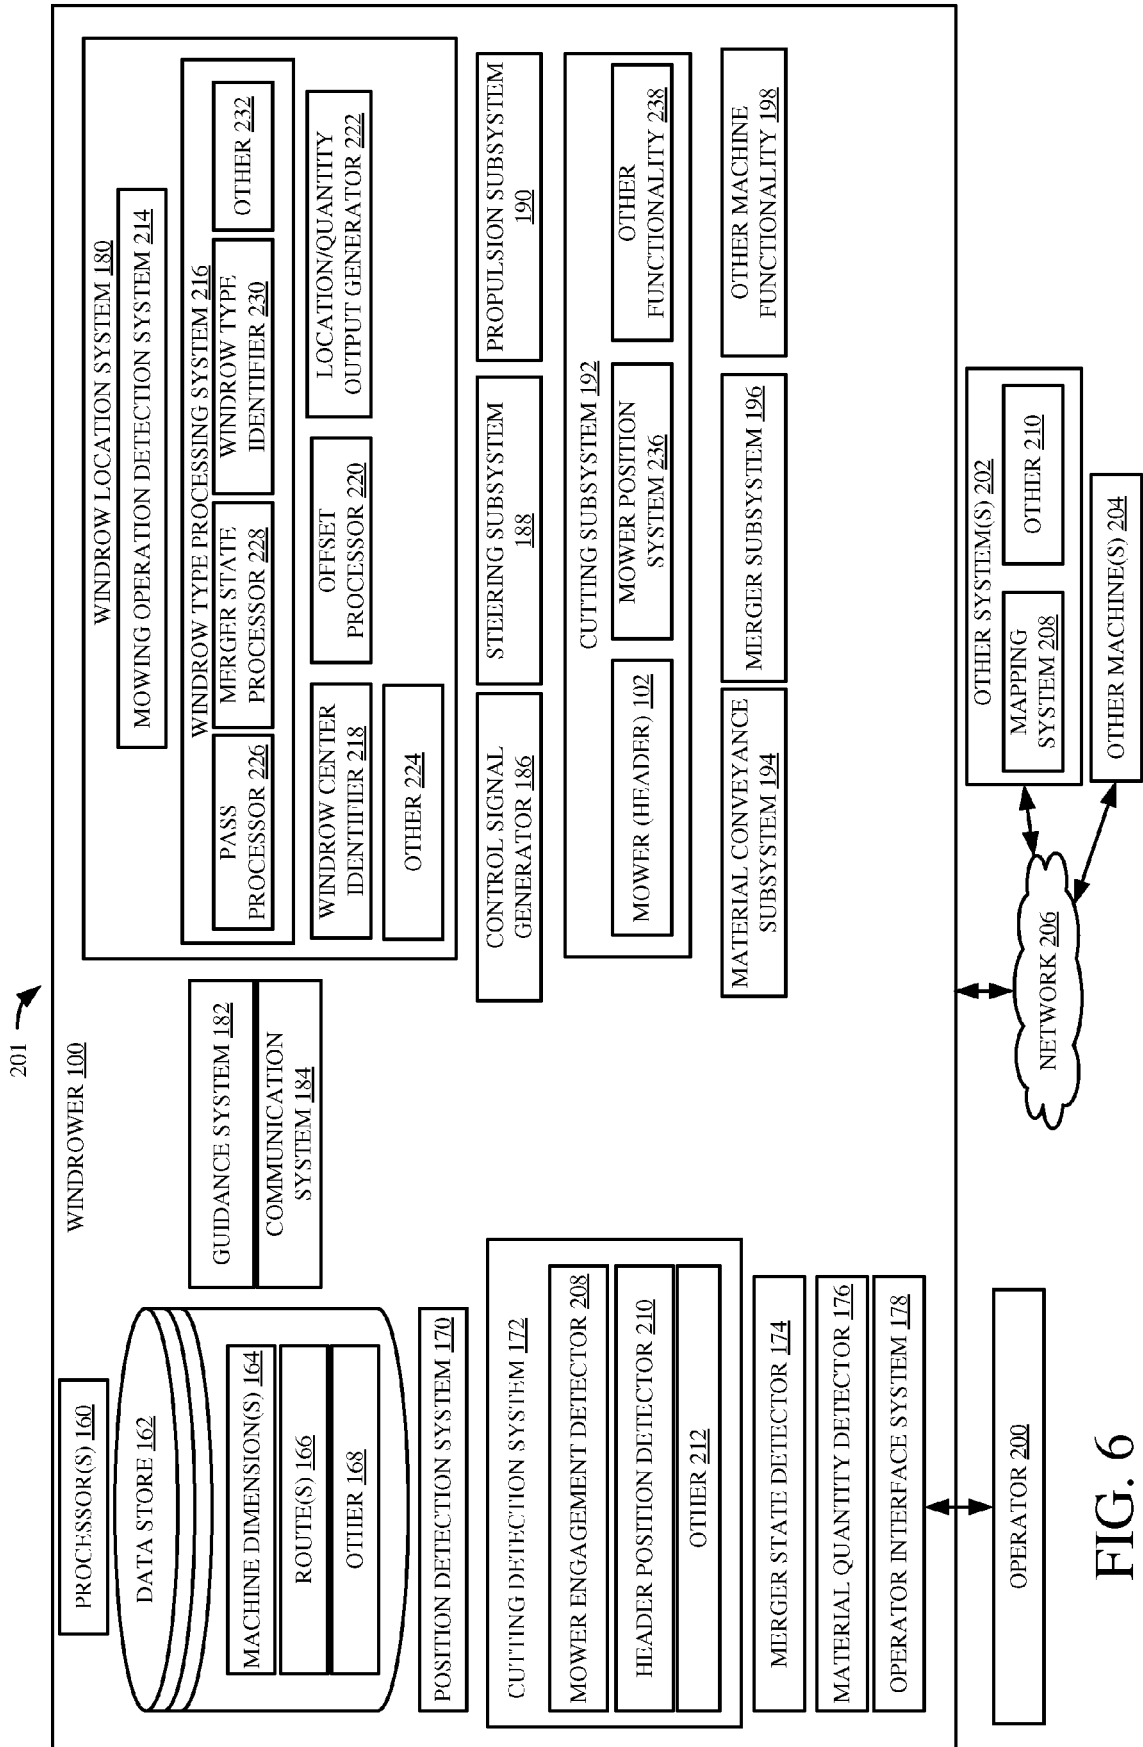 201
WINDROWER 100
PROCESSOR(S) 160
DATA STORE 162
MACHINE DIMENSION(S) 164
ROUTE(S) 166
OTHER 168
POSITION DETECTION SYSTEM 170
CUTTING DETECTION SYSTEM 172
MOWER ENGAGEMENT DETECTOR 208
HEADER POSITION DETECTOR 210
OTHER 212
MERGER STATE DETECTOR 174
MATERIAL QUANTITY DETECTOR 176
OPERATOR INTERFACE SYSTEM 178
OPERATOR 200
GUIDANCE SYSTEM 182
COMMUNICATION
SYSTEM 184
WINDROW LOCATION SYSTEM 180
MOWING OPERATION DETECTION SYSTEM 214
WINDROW TYPE PROCESSING SYSTEM 216
PASS
PROCESSOR 226
MERGER STATE
PROCESSOR 228
WINDROW TYPE
IDENTIFIER 230
OTHER 232
WINDROW CENTER
IDENTIFIER 218
OFFSET
PROCESSOR 220
LOCATION/QUANTITY
OUTPUT GENERATOR 222
OTHER 224
CONTROL SIGNAL
GENERATOR 186
STEERING SUBSYSTEM
188
PROPULSION SUBSYSTEM
190
CUTTING SUBSYSTEM 192
MOWER (HEADER) 102
MOWER POSITION
SYSTEM 236
OTHER
FUNCTIONALITY 238
MATERIAL CONVEYANCE
SUBSYSTEM 194
MERGER SUBSYSTEM 196
OTHER MACHINE
FUNCTIONALITY 198
NETWORK 206
OTHER SYSTEM(S) 202
MAPPING
SYSTEM 208
OTHER 210
OTHER MACHINE(S) 204
FIG. 6